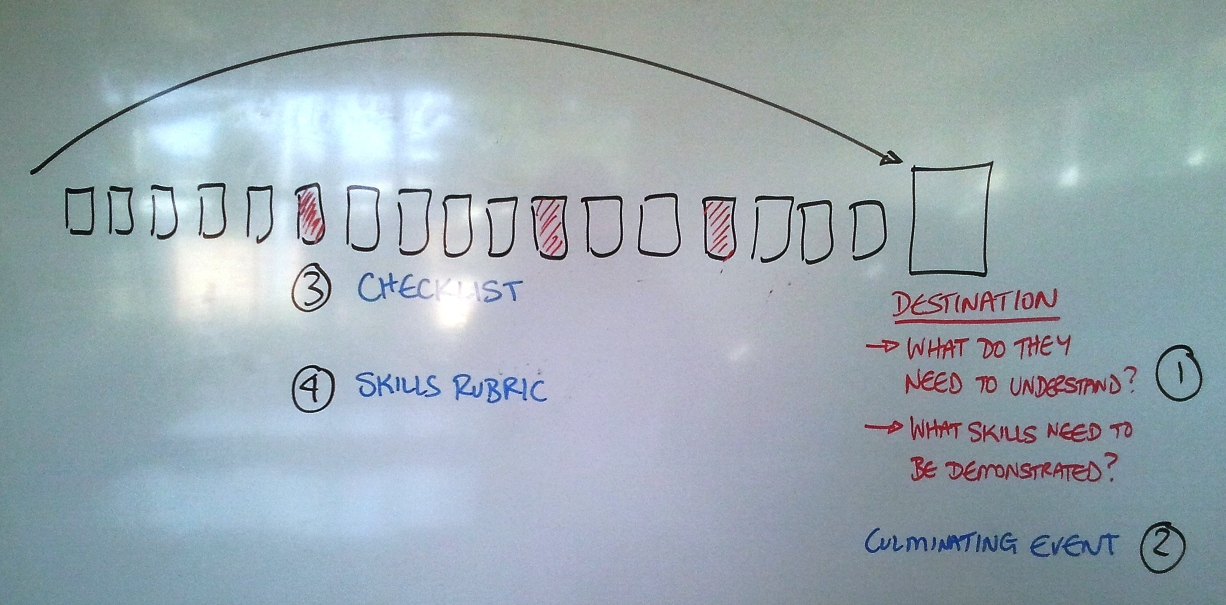 ③ CHECKLIST
④ SKILLS RUBRIC
DESTINATION
→ WHAT DO THEY
NEED TO UNDERSTAND? ①
→ WHAT SKILLS NEED TO
BE DEMONSTRATED?
CULMINATING EVENT ②